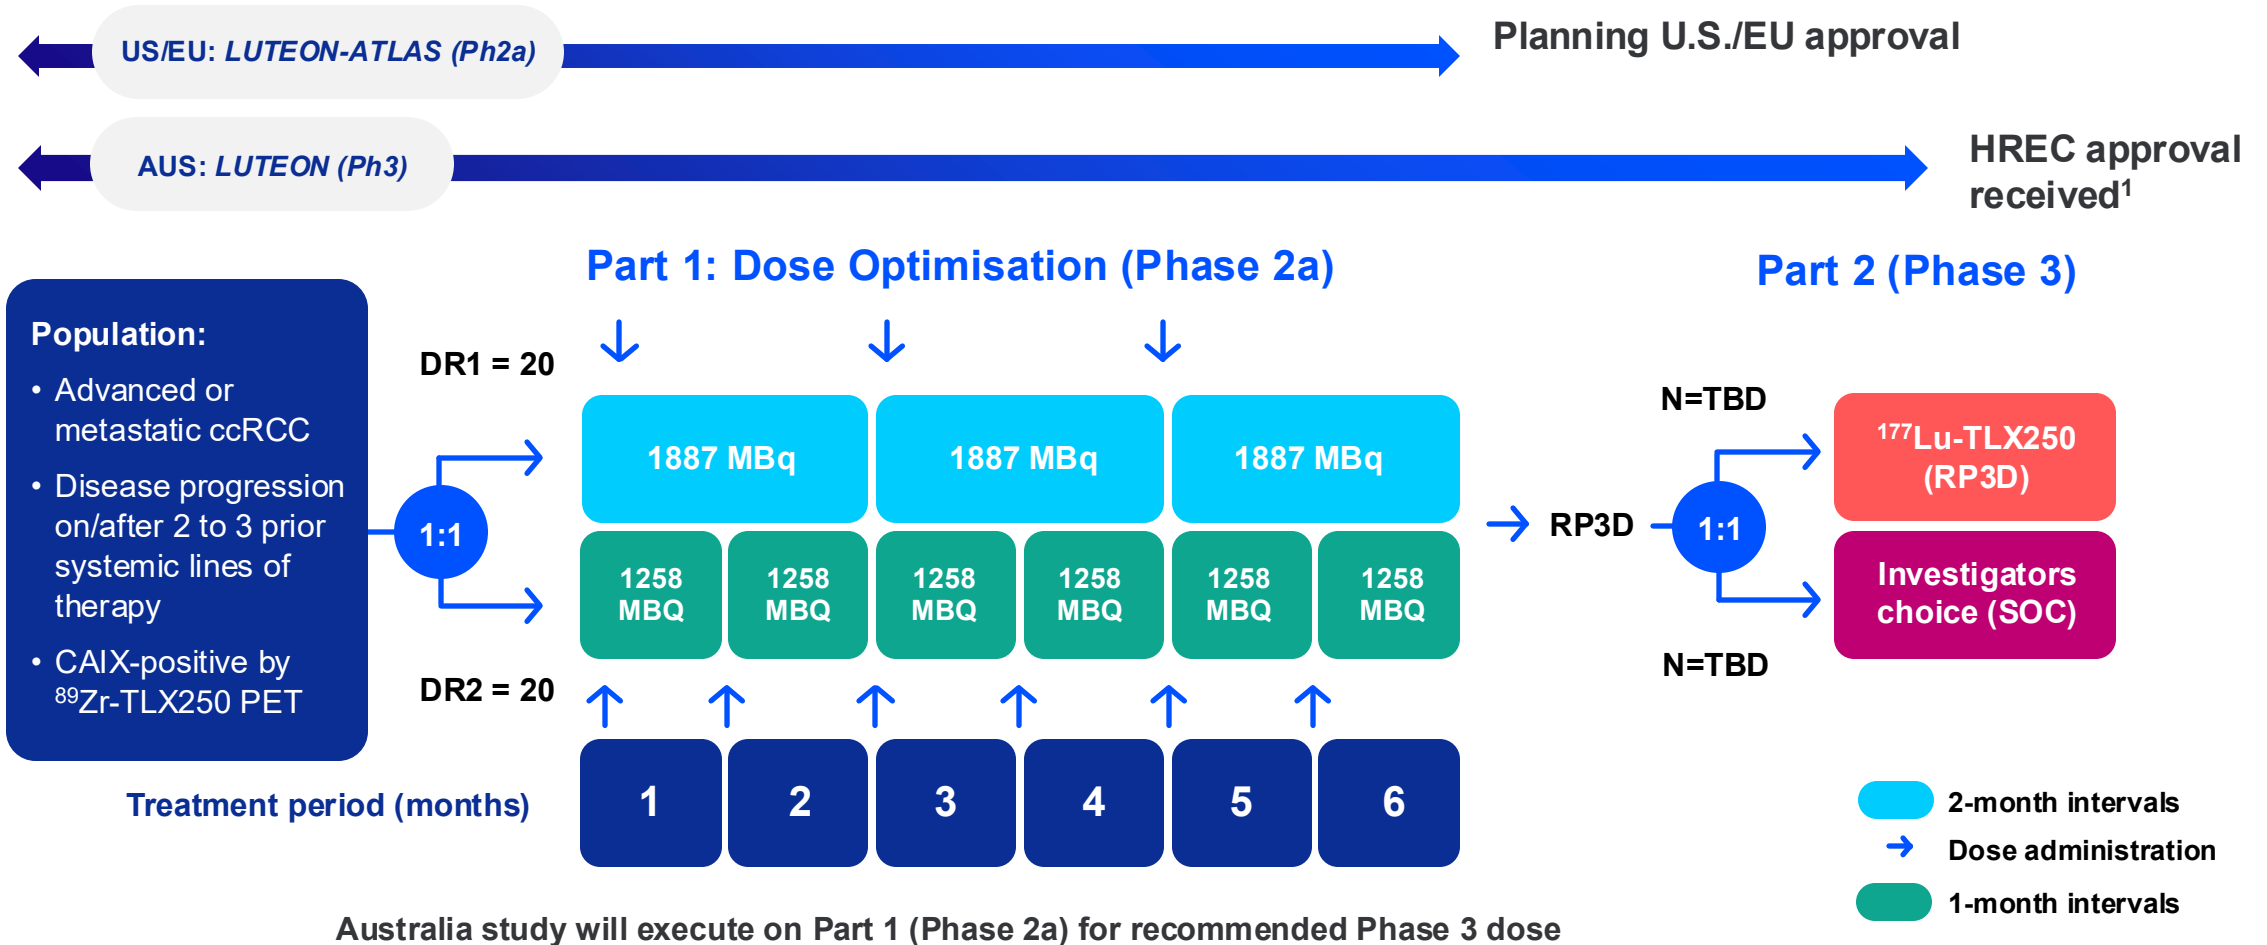 US/EU: LUTEON-ATLAS (Ph2a)
Planning U.S./EU approval
AUS: LUTEON (Ph3)
HREC approval
received¹
Part 1: Dose Optimisation (Phase 2a)
Part 2 (Phase 3)
Population:
• Advanced or
metastatic ccRCC
• Disease progression
on/after 2 to 3 prior
systemic lines of
therapy
• CAIX-positive by
⁸⁹Zr-TLX250 PET
1:1
DR1 = 20
1887 MBq
1887 MBq
1887 MBq
DR2 = 20
1258
MBQ
1258
MBQ
1258
MBQ
1258
MBQ
1258
MBQ
1258
MBQ
Treatment period (months)
1
2
3
4
5
6
RP3D
1:1
N=TBD
¹⁷⁷Lu-TLX250
(RP3D)
Investigators
choice (SOC)
N=TBD
2-month intervals
Dose administration
1-month intervals
Australia study will execute on Part 1 (Phase 2a) for recommended Phase 3 dose